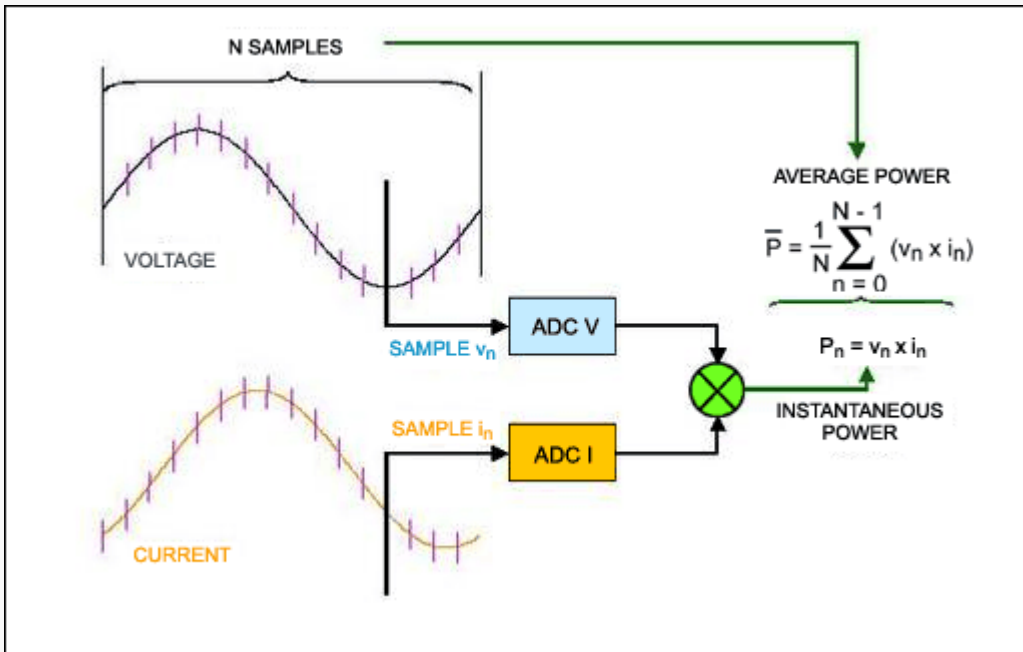 N SAMPLES
VOLTAGE
AVERAGE POWER
N - 1
P̅ = 1/N ∑ (vₙ x iₙ)
n = 0
SAMPLE vₙ
ADC V
Pₙ = vₙ x iₙ
INSTANTANEOUS
POWER
SAMPLE iₙ
ADC I
CURRENT